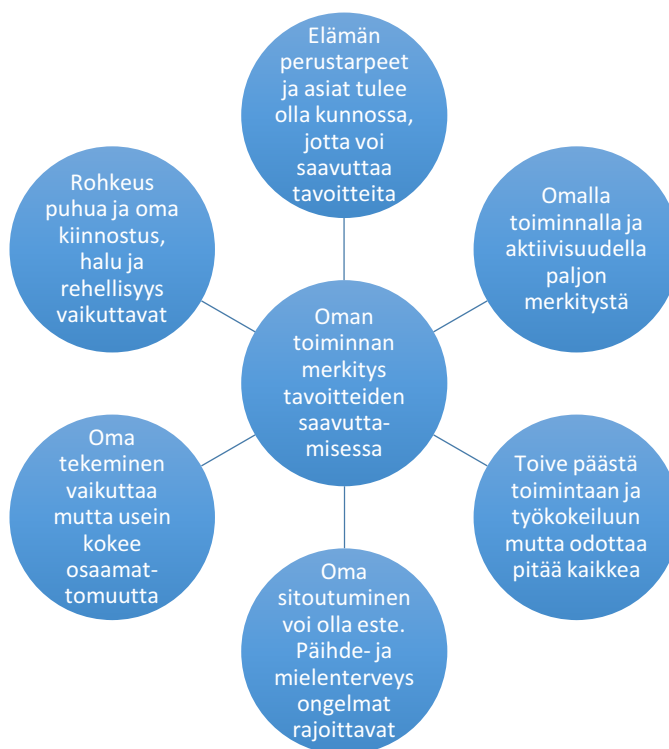 Elämän
perustarpeet
ja asiat tulee
olla kunnossa,
jotta voi
saavuttaa
tavoitteita
Rohkeus
puhua ja oma
kiinnostus,
halu ja
rehellisyys
vaikuttavat
Omalla
toiminnalla ja
aktiivisuudella
paljon
merkitystä
Oman
toiminnan
merkitys
tavoitteiden
saavutta-
misessa
Oma
tekeminen
vaikuttaa
mutta usein
kokee
osaamat-
tomuutta
Toive päästä
toimintaan ja
työkokeiluun
mutta odottaa
pitää kaikkea
Oma
sitoutuminen
voi olla este.
Päihde- ja
mielenterveys
ongelmat
rajoittavat